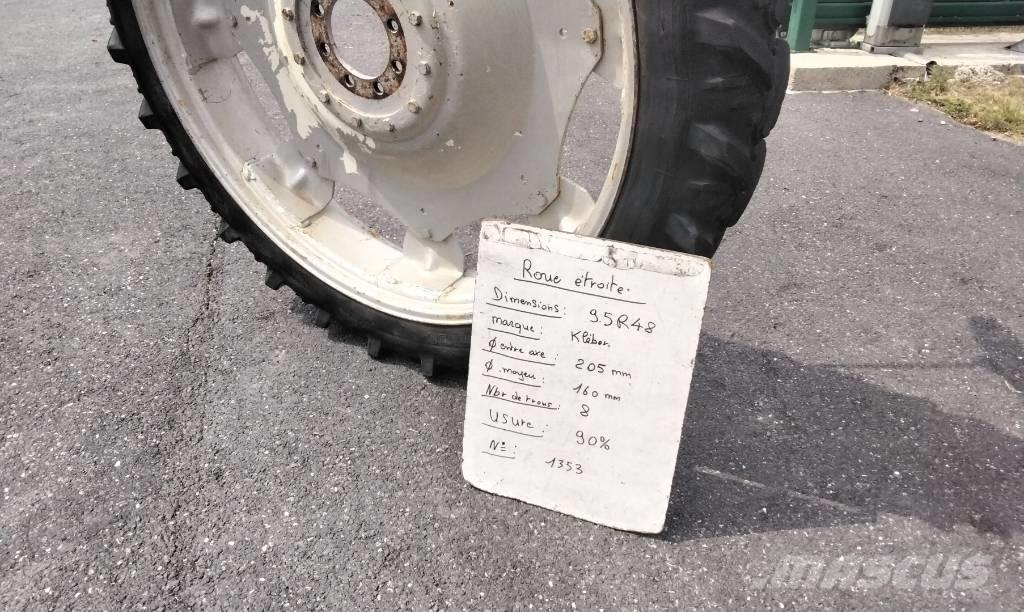 Roue étroite.
Dimensions: 95R48
marque: Kléber.
Ø entre axe: 205 mm
Ø. moyeu: 160 mm
Nbr de trous: 8
Usure: 90%
N°: 1353
MASCUS